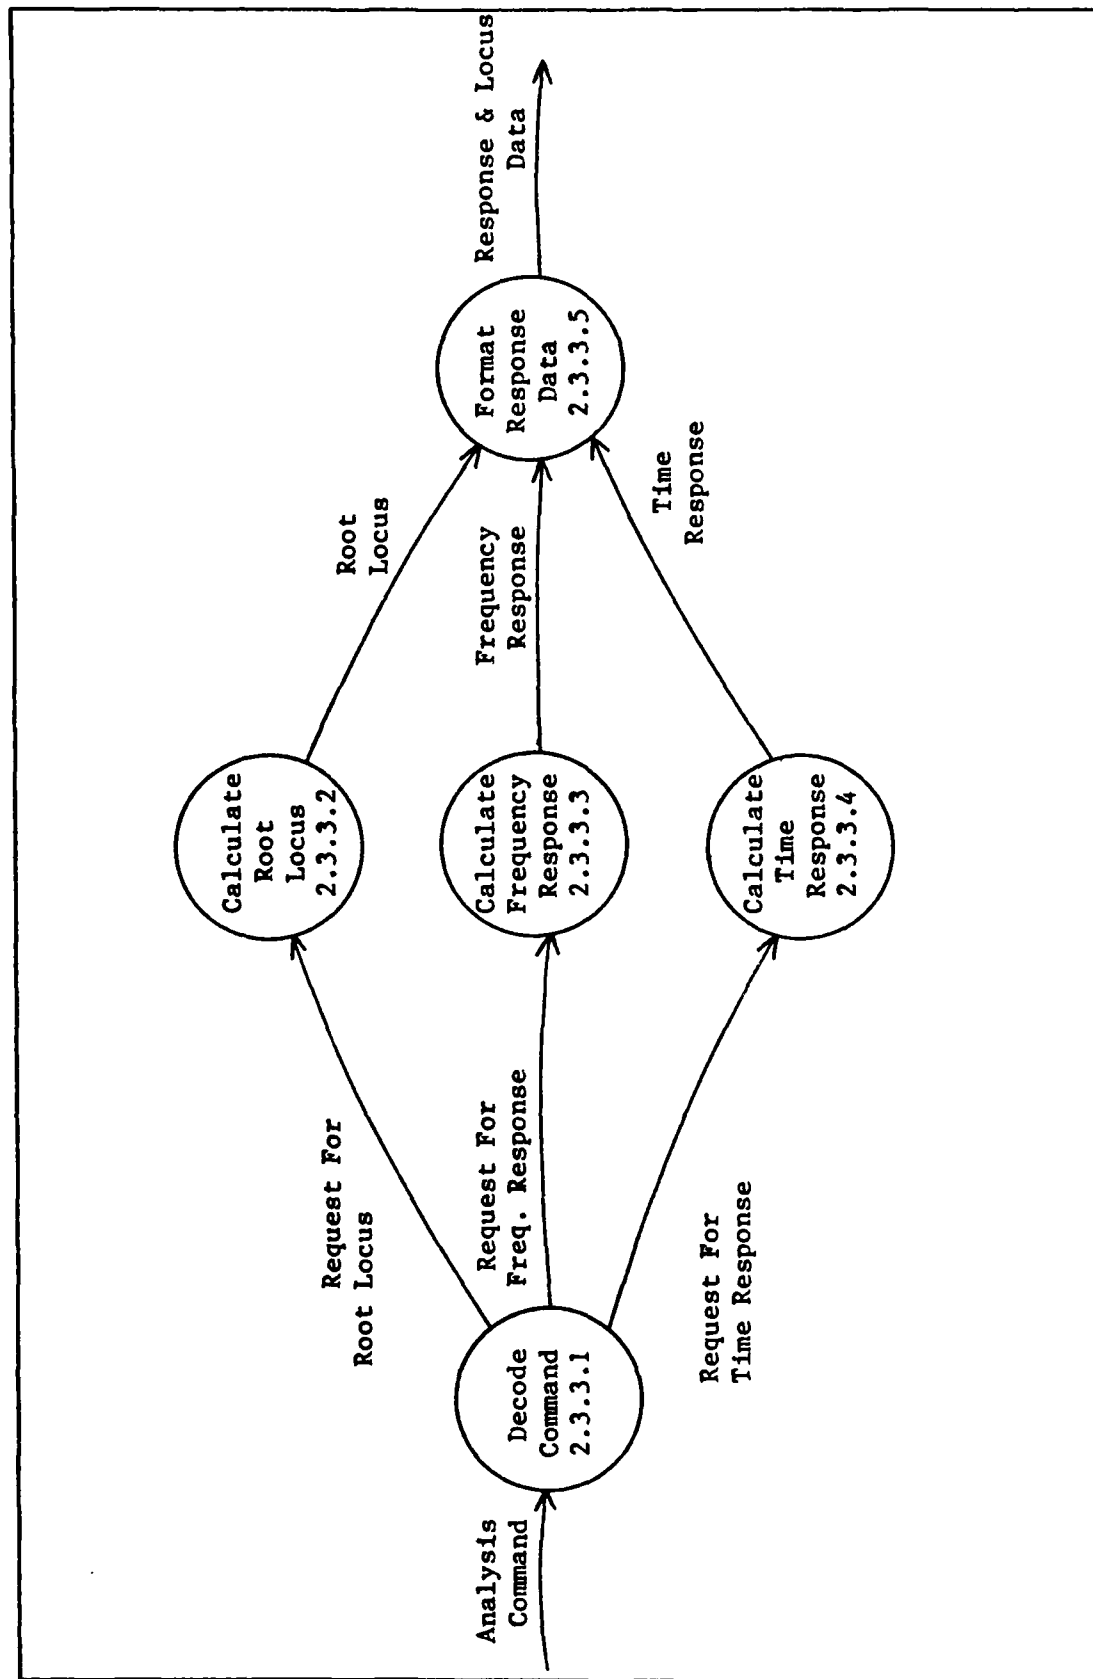 Analysis
Command
Decode
Command
2.3.3.1
Request For
Root Locus
Request For
Freq. Response
Request For
Time Response
Calculate
Root
Locus
2.3.3.2
Calculate
Frequency
Response
2.3.3.3
Calculate
Time
Response
2.3.3.4
Root
Locus
Frequency
Response
Time
Response
Format
Response
Data
2.3.3.5
Response & Locus
Data